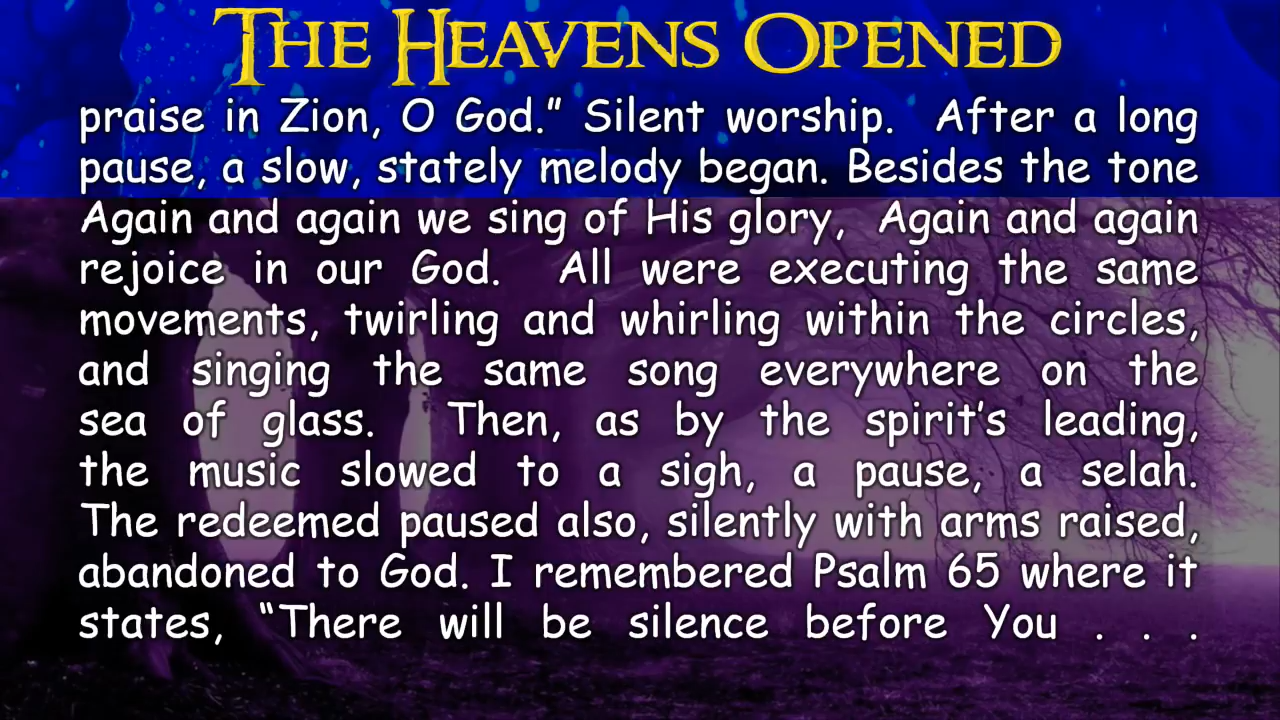 THE HEAVENS OPENED
praise in Zion, O God.” Silent worship. After a long
pause, a slow, stately melody began. Besides the tone
Again and again we sing of His glory, Again and again
rejoice in our God. All were executing the same
movements, twirling and whirling within the circles,
and singing the same song everywhere on the
sea of glass. Then, as by the spirit’s leading,
the music slowed to a sigh, a pause, a selah.
The redeemed paused also, silently with arms raised,
abandoned to God. I remembered Psalm 65 where it
states, “There will be silence before You . . .